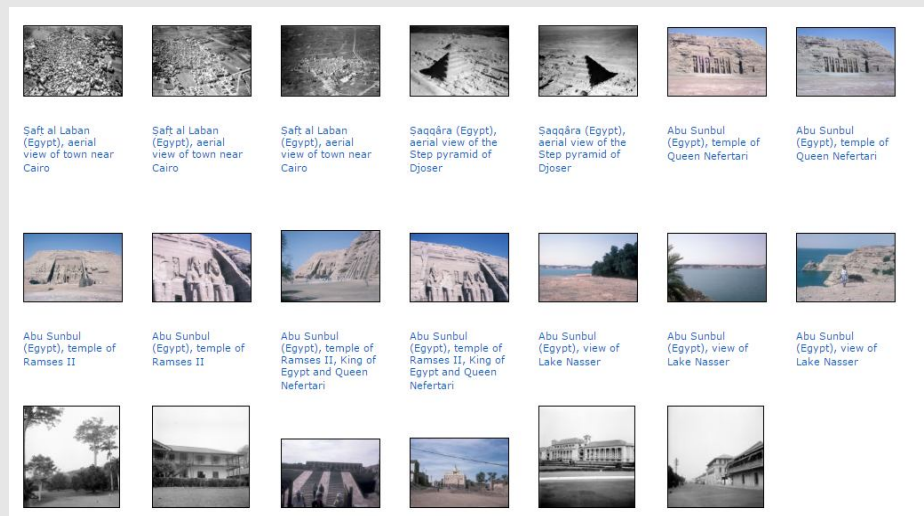 Ṣafṭ al Laban
(Egypt), aerial
view of town near
Cairo
Ṣafṭ al Laban
(Egypt), aerial
view of town near
Cairo
Ṣafṭ al Laban
(Egypt), aerial
view of town near
Cairo
Ṣaqqâra (Egypt),
aerial view of the
Step pyramid of
Djoser
Ṣaqqâra (Egypt),
aerial view of the
Step pyramid of
Djoser
Abu Sunbul
(Egypt), temple of
Queen Nefertari
Abu Sunbul
(Egypt), temple of
Queen Nefertari
Abu Sunbul
(Egypt), temple of
Ramses II
Abu Sunbul
(Egypt), temple of
Ramses II
Abu Sunbul
(Egypt), temple of
Ramses II, King of
Egypt and Queen
Nefertari
Abu Sunbul
(Egypt), temple of
Ramses II, King of
Egypt and Queen
Nefertari
Abu Sunbul
(Egypt), view of
Lake Nasser
Abu Sunbul
(Egypt), view of
Lake Nasser
Abu Sunbul
(Egypt), view of
Lake Nasser